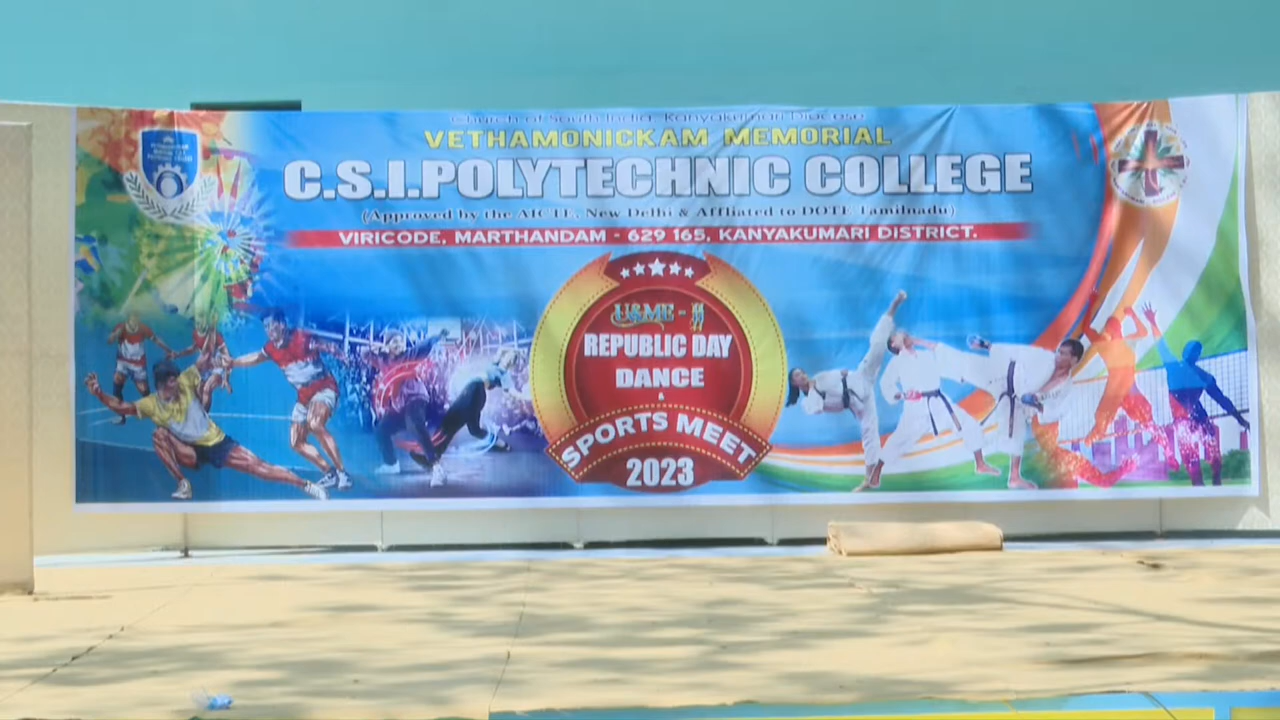 Church of South India, Kanyakumari Diocese
VETHAMONICKAM MEMORIAL
C.S.I.POLYTECHNIC COLLEGE
(Approved by the AICTE, New Delhi & Affiliated to DOTE Tamilnadu)
VIRICODE, MARTHANDAM - 629 165, KANYAKUMARI DISTRICT.
U&ME -
REPUBLIC DAY
DANCE
&
SPORTS MEET
2023